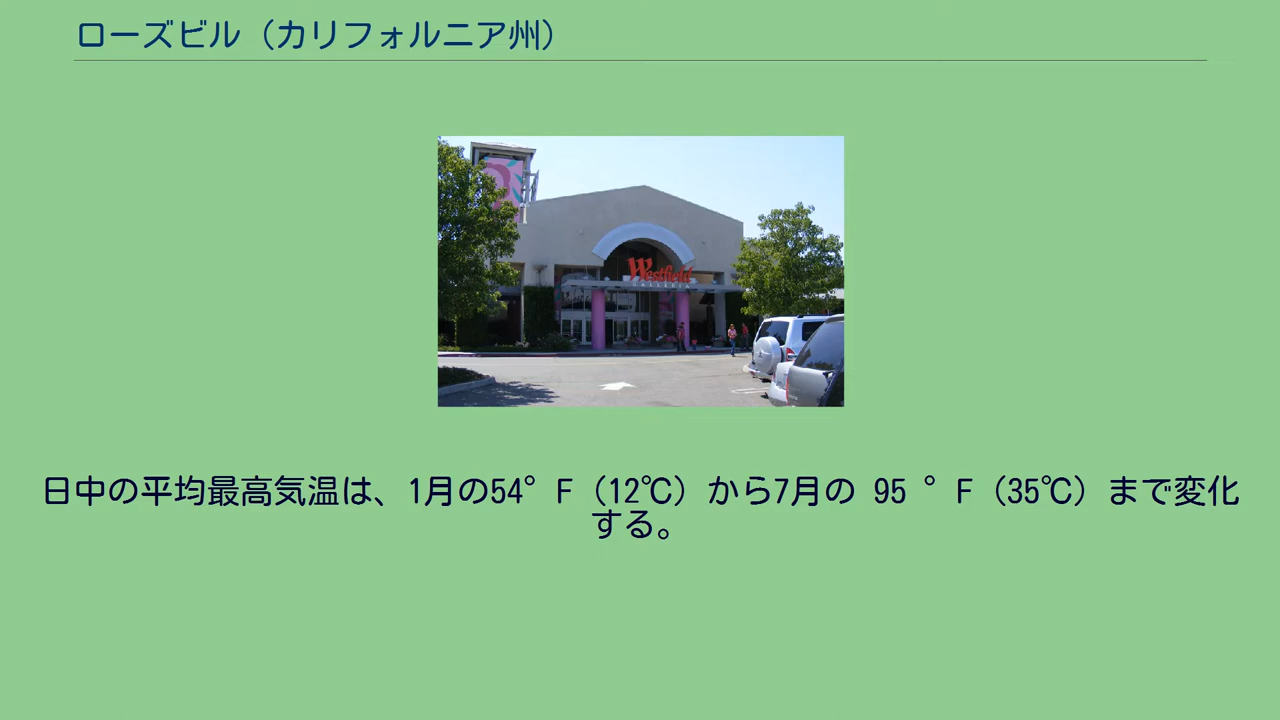 ローズビル（カリフォルニア州）
Westfield
GALLERIA
日中の平均最高気温は、1月の54°F（12℃）から7月の 95 °F（35℃）まで変化
する。